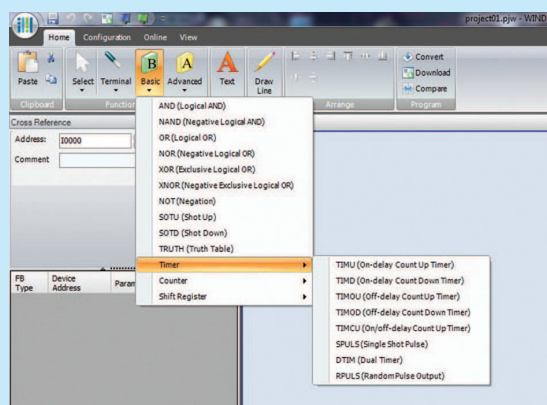 project01.pjw - WIND
Home Configuration Online View
Paste
Select
Terminal
Basic
Advanced
Text
Draw Line
Convert
Download
Compare
Clipboard
Function
Arrange
Program
Cross Reference
Address: I0000
Comment
FB Type
Device Address
Param
AND (Logical AND)
NAND (Negative Logical AND)
OR (Logical OR)
NOR (Negative Logical OR)
XOR (Exclusive Logical OR)
XNOR (Negative Exclusive Logical OR)
NOT (Negation)
SOTU (Shot Up)
SOTD (Shot Down)
TRUTH (Truth Table)
Timer
Counter
Shift Register
TIMU (On-delay Count Up Timer)
TIMD (On-delay Count Down Timer)
TIMOU (Off-delay Count Up Timer)
TIMOD (Off-delay Count Down Timer)
TIMCU (On/off-delay Count Up Timer)
SPULS (Single Shot Pulse)
DTIM (Dual Timer)
RPULS (RandomPulse Output)